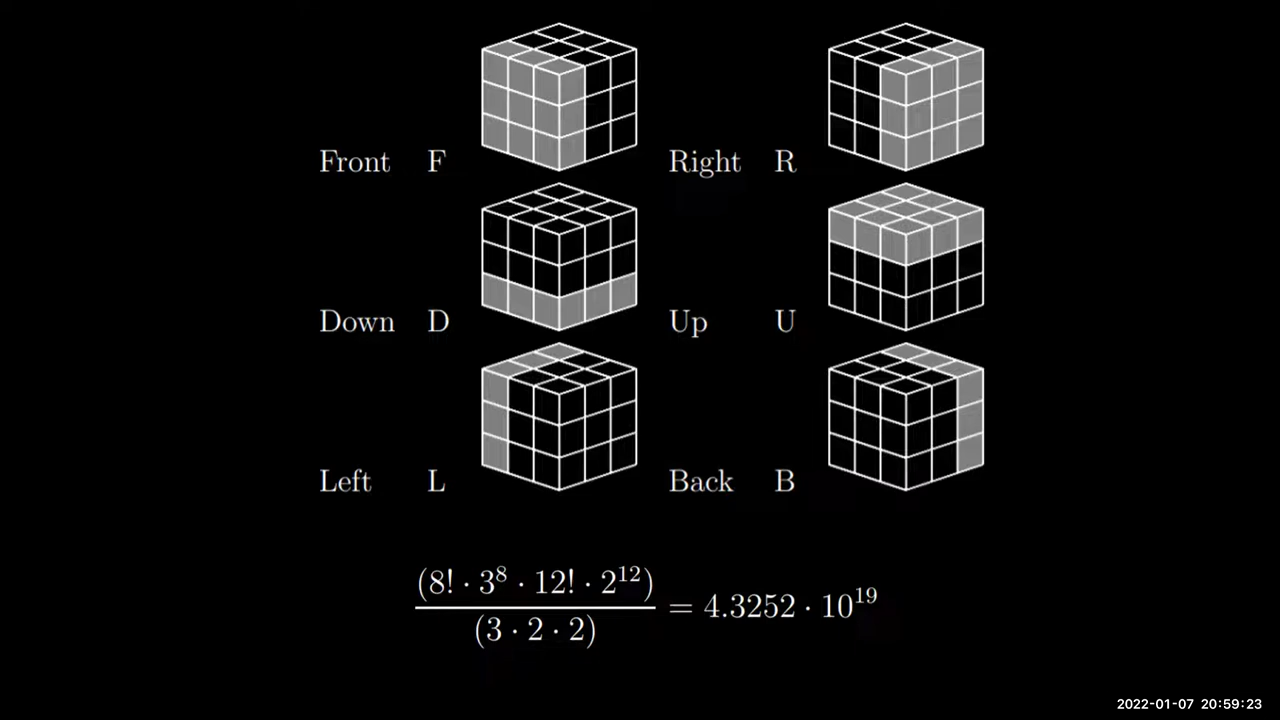 Front F
Right R
Down D
Up U
Left L
Back B
(8! · 3⁸ · 12! · 2¹²)
(3 · 2 · 2)
= 4.3252 · 10¹⁹
2022-01-07 20:59:23